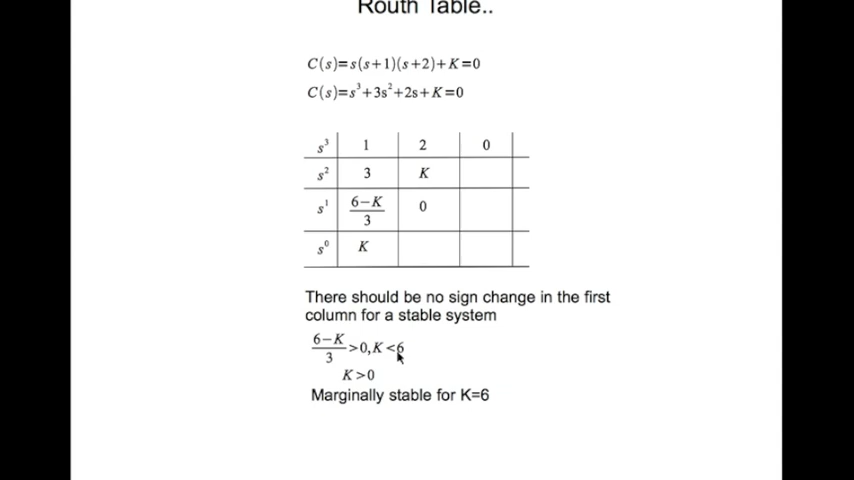 Routh Table..
C(s)=s(s+1)(s+2)+K=0
C(s)=s³+3s²+2s+K=0
s³ 1 2 0
s² 3 K
s¹ 6−K/3 0
s⁰ K
There should be no sign change in the first
column for a stable system
6−K/3 >0, K<6
K>0
Marginally stable for K=6